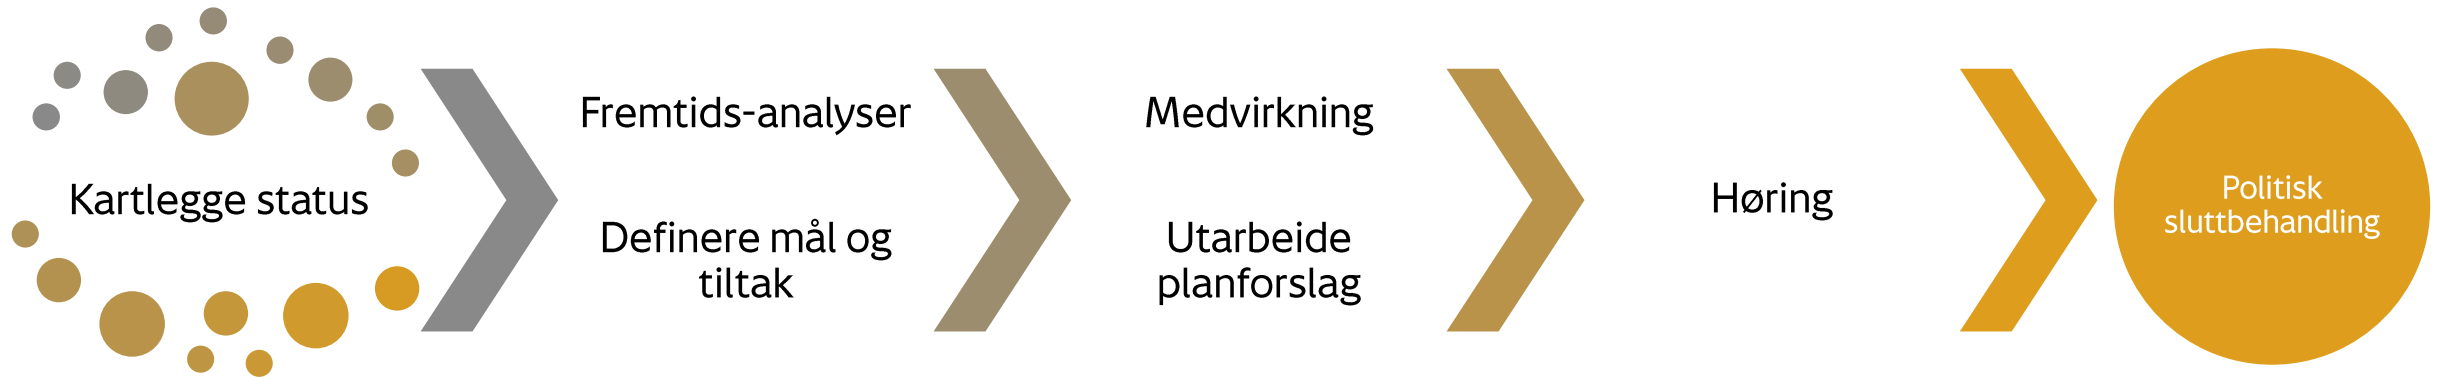 Kartlegge status
Fremtids-analyser
Definere mål og
tiltak
Medvirkning
Utarbeide
planforslag
Høring
Politisk
sluttbehandling